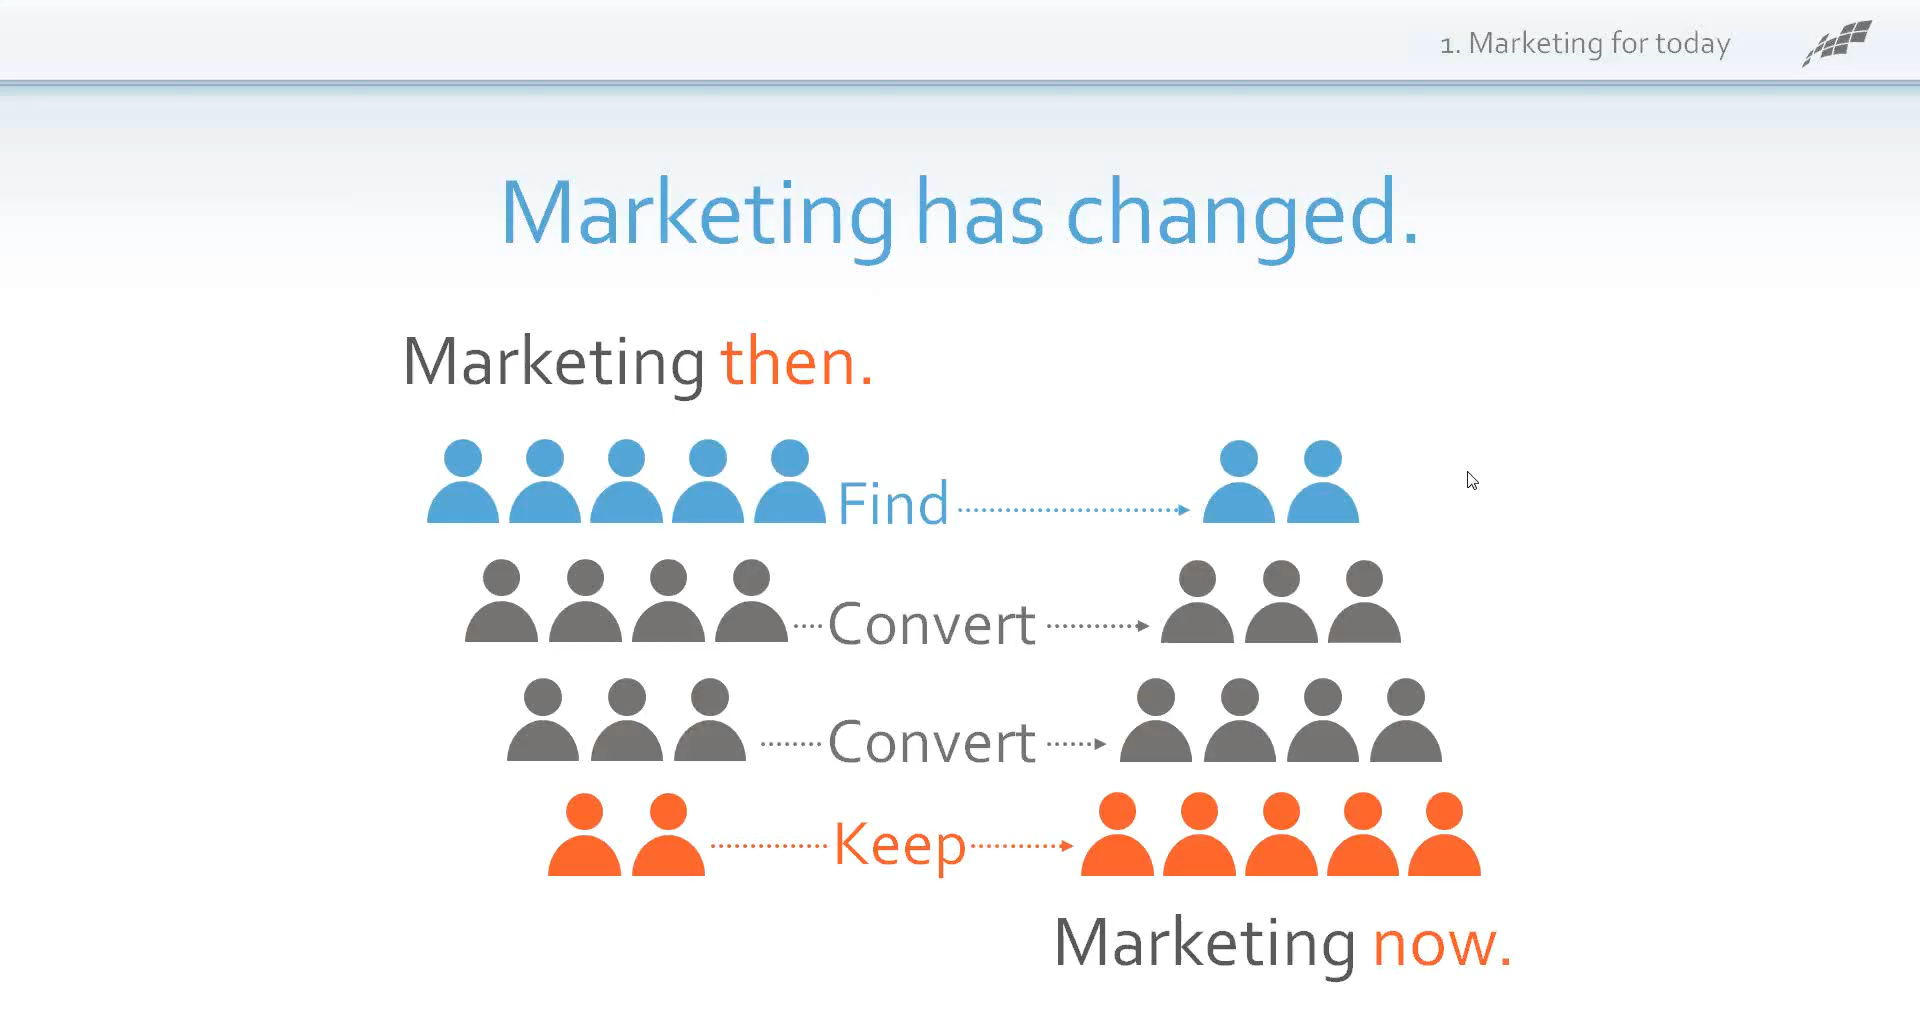 1. Marketing for today
Marketing has changed.
Marketing then.
Find
Convert
Convert
Keep
Marketing now.